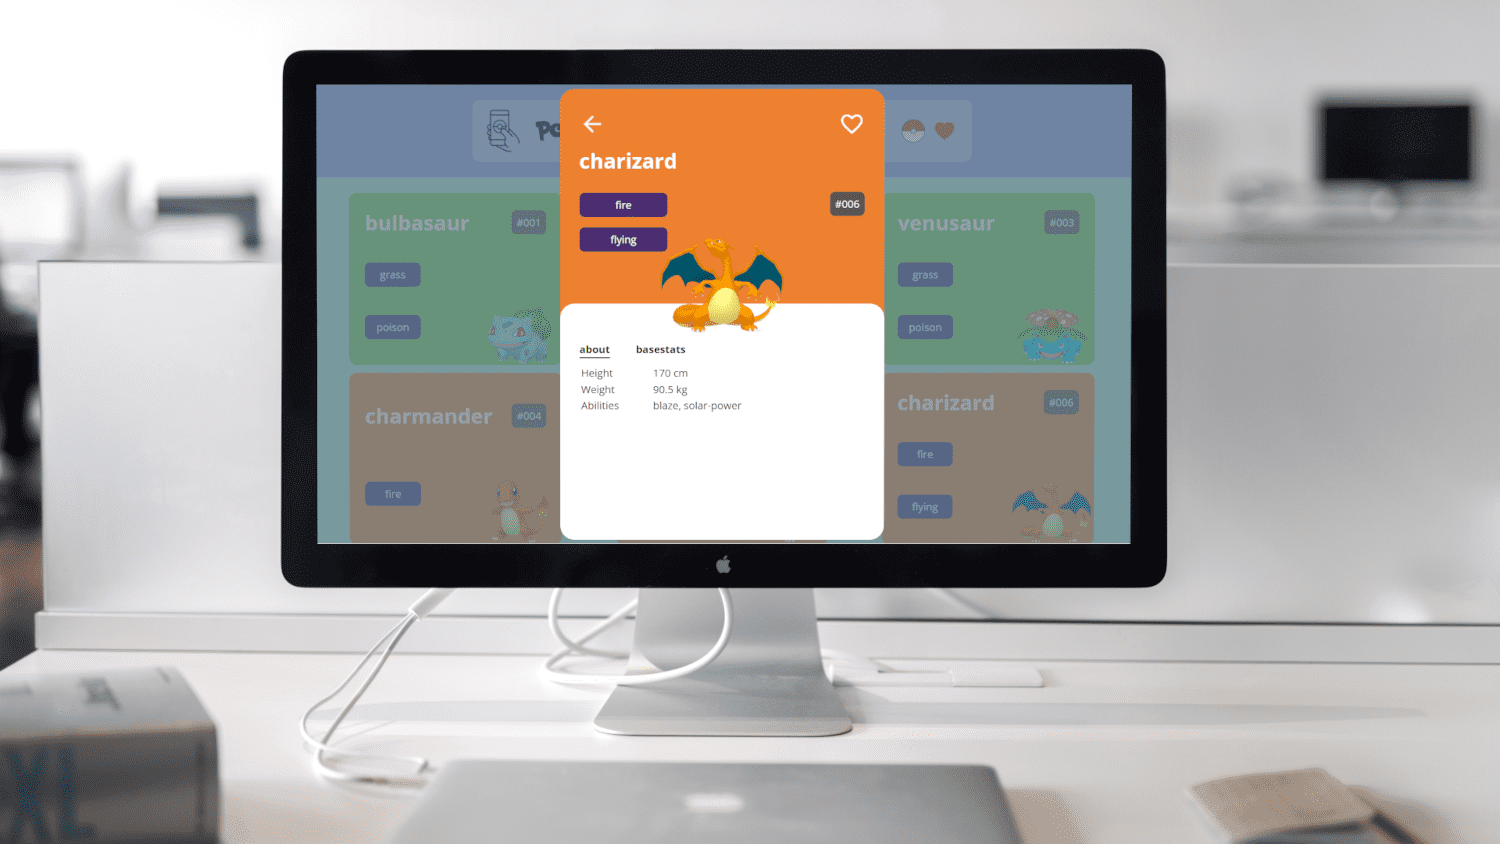 Po
bulbasaur
#001
grass
poison
charmander
#004
fire
charizard
fire
#006
flying
about basestats
Height 170 cm
Weight 90.5 kg
Abilities blaze, solar-power
venusaur
#003
grass
poison
charizard
#006
fire
flying
XL